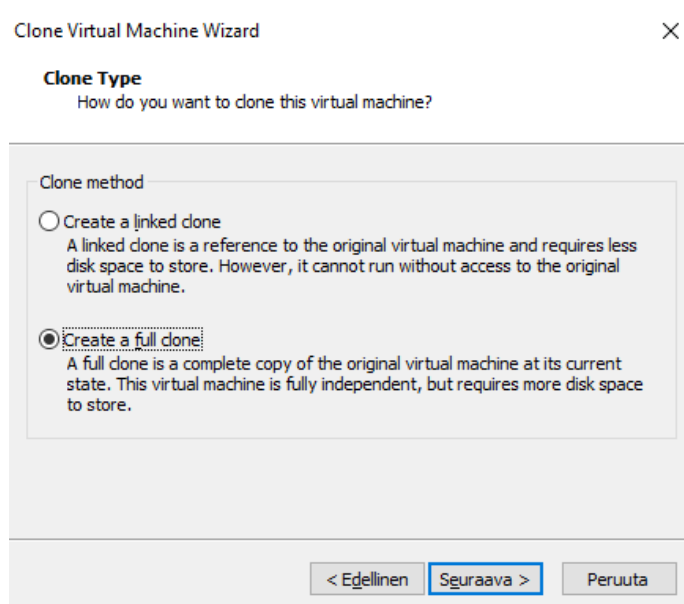 Clone Virtual Machine Wizard
Clone Type
How do you want to clone this virtual machine?
Clone method
Create a linked clone
A linked clone is a reference to the original virtual machine and requires less
disk space to store. However, it cannot run without access to the original
virtual machine.
Create a full clone
A full clone is a complete copy of the original virtual machine at its current
state. This virtual machine is fully independent, but requires more disk space
to store.
< Edellinen
Seuraava >
Peruuta